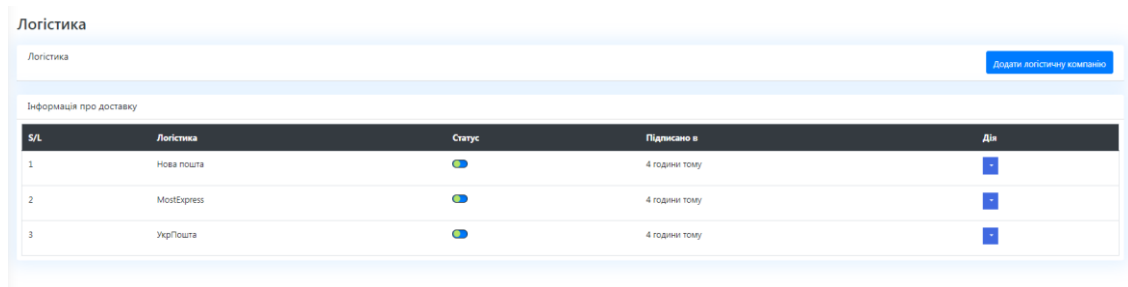 Логістика
Логістика
Додати логістичну компанію
Інформація про доставку
S/L Логістика Статус Підписано в Дія
1 Нова пошта 4 години тому
2 MostExpress 4 години тому
3 УкрПошта 4 години тому